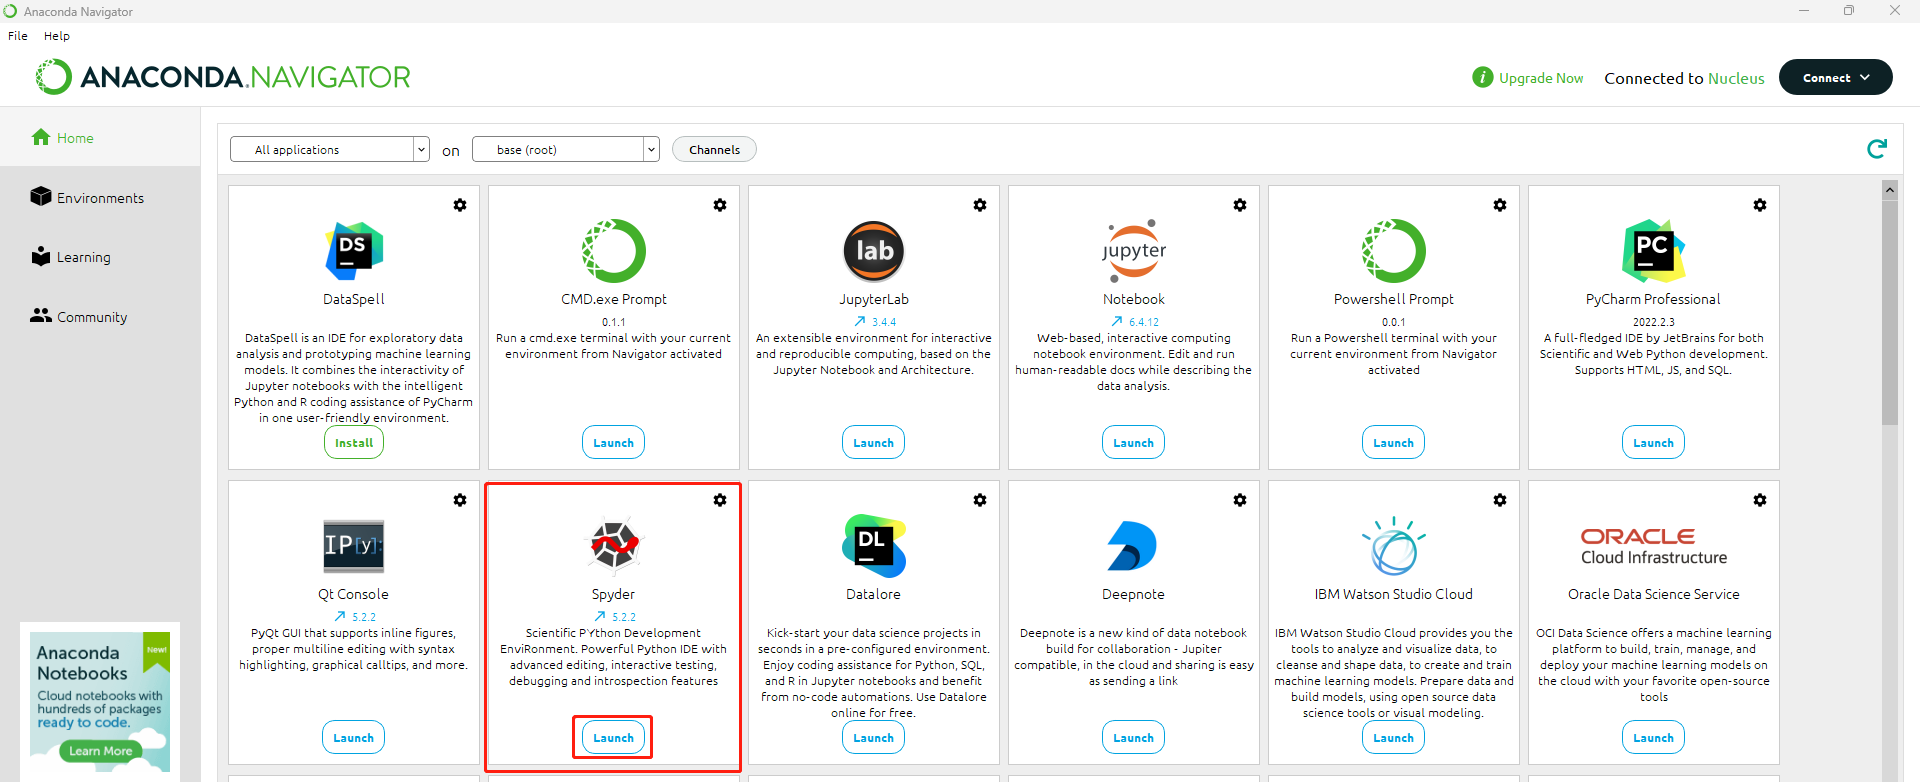 Anaconda Navigator
File Help
ANACONDA.NAVIGATOR
i Upgrade Now Connected to Nucleus Connect
Home
Environments
Learning
Community
All applications on base (root) Channels
DS
DataSpell
DataSpell is an IDE for exploratory data
analysis and prototyping machine learning
models. It combines the interactivity of
Jupyter notebooks with the intelligent
Python and R coding assistance of PyCharm
in one user-friendly environment.
Install
CMD.exe Prompt
0.1.1
Run a cmd.exe terminal with your current
environment from Navigator activated
Launch
lab
JupyterLab
3.4.4
An extensible environment for interactive
and reproducible computing, based on the
Jupyter Notebook and Architecture.
Launch
jupyter
Notebook
6.4.12
Web-based, interactive computing
notebook environment. Edit and run
human-readable docs while describing the
data analysis.
Launch
Powershell Prompt
0.0.1
Run a Powershell terminal with your
current environment from Navigator
activated
Launch
PC
PyCharm Professional
2022.2.3
A full-fledged IDE by JetBrains for both
Scientific and Web Python development.
Supports HTML, JS, and SQL.
Launch
IP[y]:
Qt Console
5.2.2
PyQt GUI that supports inline figures,
proper multiline editing with syntax
highlighting, graphical calltips, and more.
Launch
Spyder
5.2.2
Scientific PYthon Development
EnviRonment. Powerful Python IDE with
advanced editing, interactive testing,
debugging and introspection features
Launch
DL
Datalore
Kick-start your data science projects in
seconds in a pre-configured environment.
Enjoy coding assistance for Python, SQL,
and R in Jupyter notebooks and benefit
from no-code automations. Use Datalore
online for free.
Launch
Deepnote
Deepnote is a new kind of data notebook
build for collaboration - Jupiter
compatible, in the cloud and sharing is easy
as sending a link
Launch
IBM Watson Studio Cloud
IBM Watson Studio Cloud provides you the
tools to analyze and visualize data, to
cleanse and shape data, to create and train
machine learning models. Prepare data and
build models, using open source data
science tools or visual modeling.
Launch
ORACLE
Cloud Infrastructure
Oracle Data Science Service
OCI Data Science offers a machine learning
platform to build, train, manage, and
deploy your machine learning models on
the cloud with your favorite open-source
tools
Launch
New!
Anaconda
Notebooks
Cloud notebooks with
hundreds of packages
ready to code.
Learn More